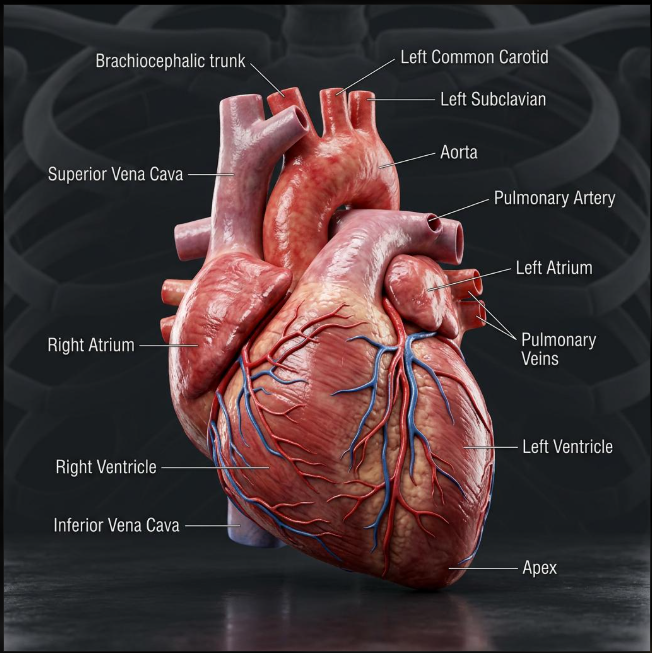 Brachiocephalic trunk
Left Common Carotid
Left Subclavian
Aorta
Superior Vena Cava
Pulmonary Artery
Left Atrium
Right Atrium
Pulmonary
Veins
Left Ventricle
Right Ventricle
Inferior Vena Cava
Apex